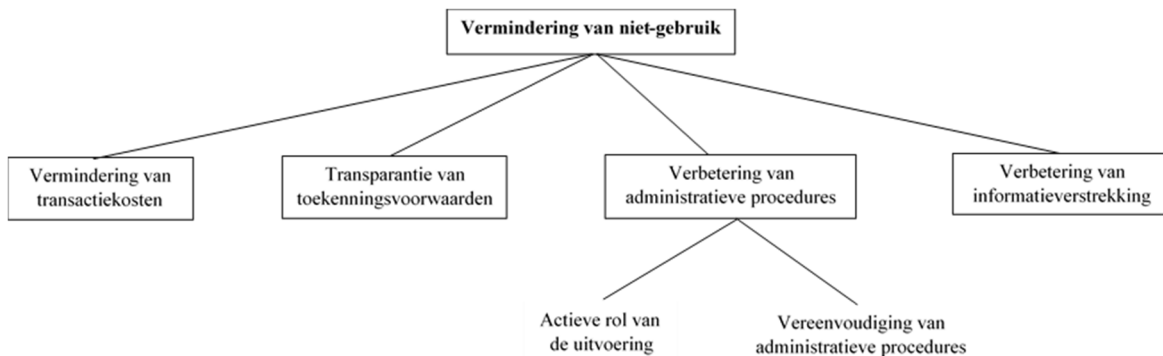 Vermindering van niet-gebruik
Vermindering van
transactiekosten
Transparantie van
toekenningsvoorwaarden
Verbetering van
administratieve procedures
Verbetering van
informatieverstrekking
Actieve rol van
de uitvoering
Vereenvoudiging van
administratieve procedures